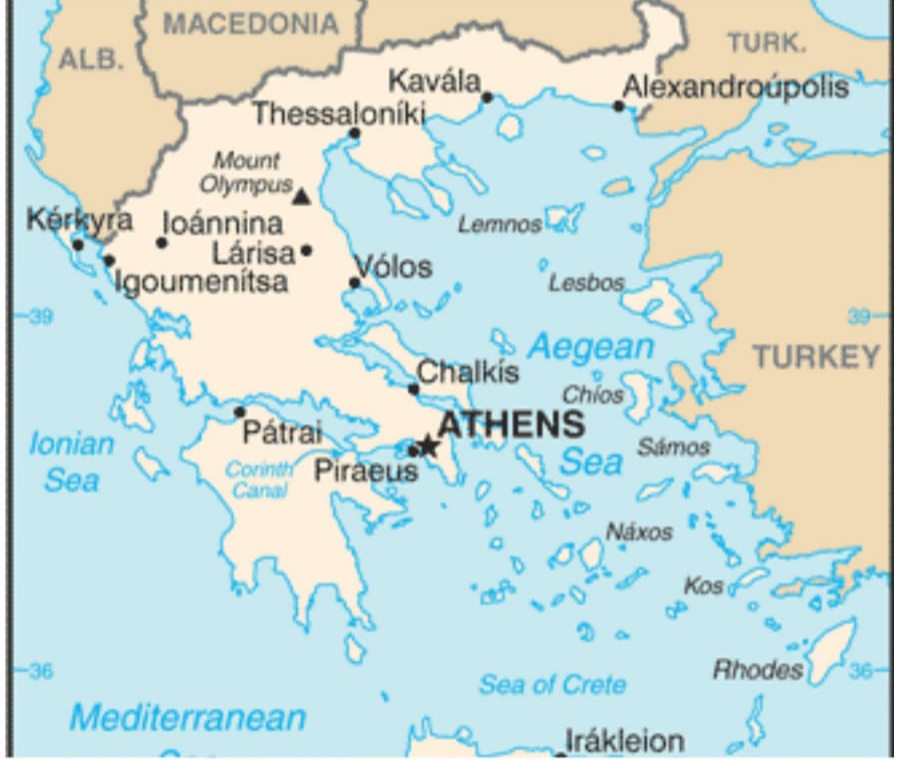 MACEDONIA
ALB.
TURK.
Kavála
Alexandroúpolis
Thessaloníki
Mount
Olympus
Kérkyra
Ioánnina
Lárisa
Lemnos
Igoumenítsa
Vólos
Lesbos
39
39
Aegean
TURKEY
Chalkís
Chíos
ATHENS
Pátrai
Ionian
Sea
Sámos
Sea
Corinth
Canal
Piraeus
Náxos
Kos
36
Rhodes
36
Sea of Crete
Mediterranean
Irákleion